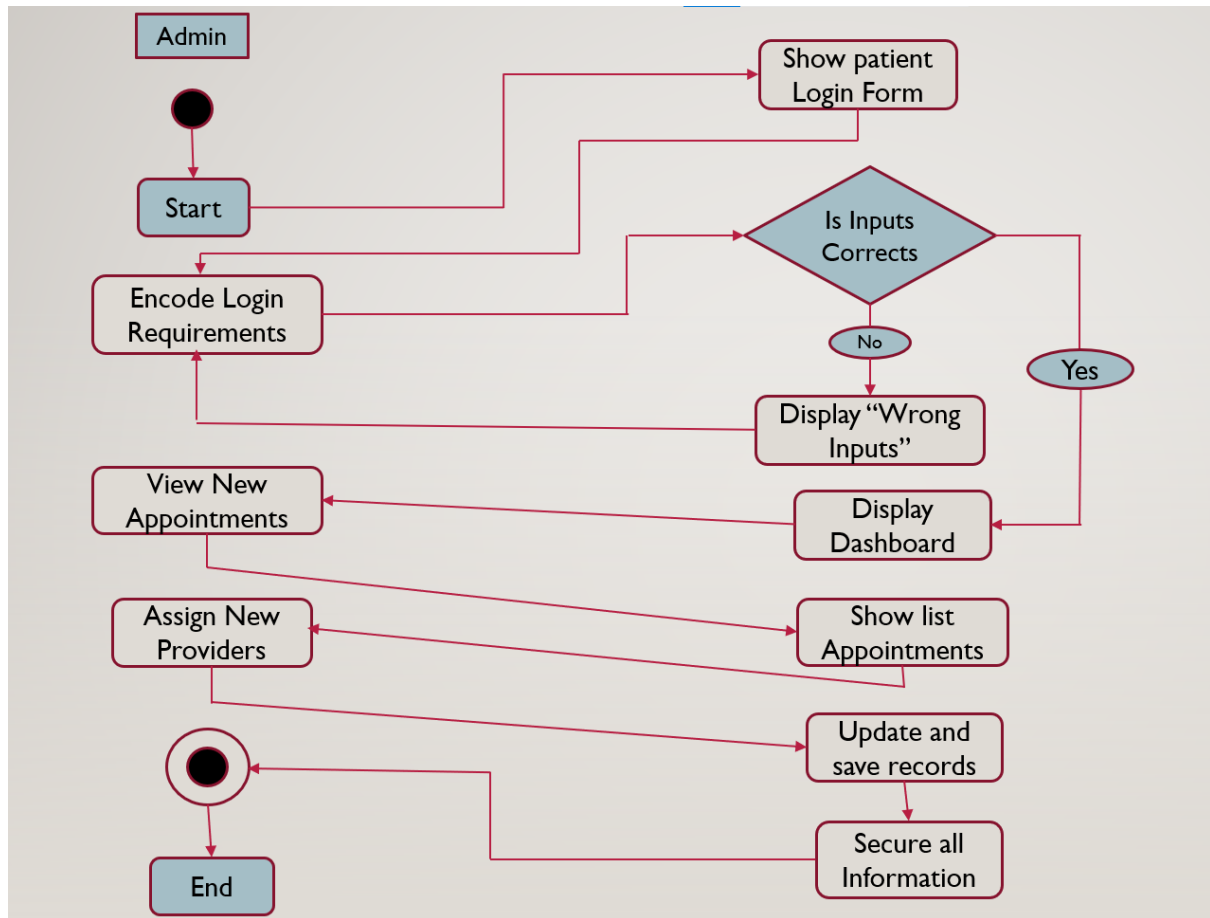 Admin
Show patient
Login Form
Start
Is Inputs
Corrects
Encode Login
Requirements
No
Yes
Display “Wrong
Inputs”
View New
Appointments
Display
Dashboard
Assign New
Providers
Show list
Appointments
Update and
save records
Secure all
Information
End